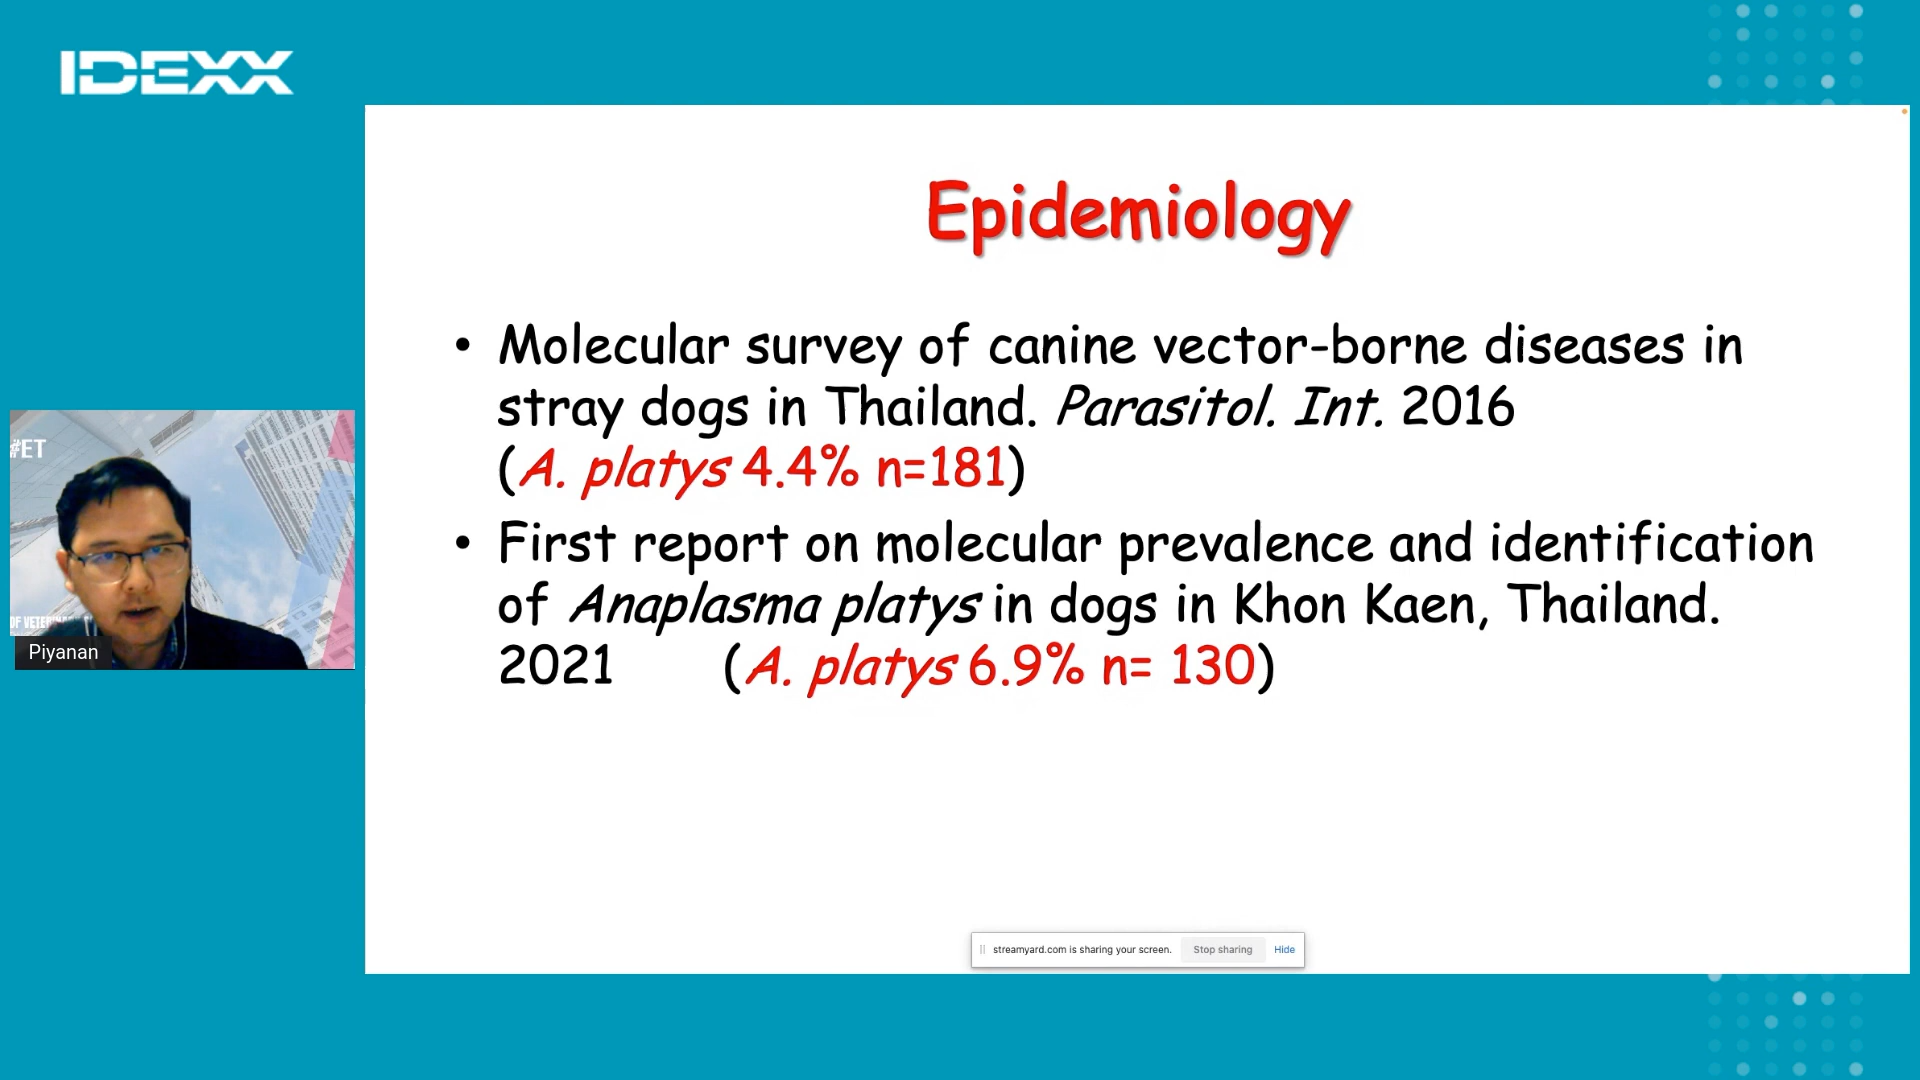 IDEXX
Epidemiology
• Molecular survey of canine vector-borne diseases in
stray dogs in Thailand. Parasitol. Int. 2016
(A. platys 4.4% n=181)
• First report on molecular prevalence and identification
of Anaplasma platys in dogs in Khon Kaen, Thailand.
2021 (A. platys 6.9% n= 130)
#ET
Piyanan
streamyard.com is sharing your screen. Stop sharing Hide